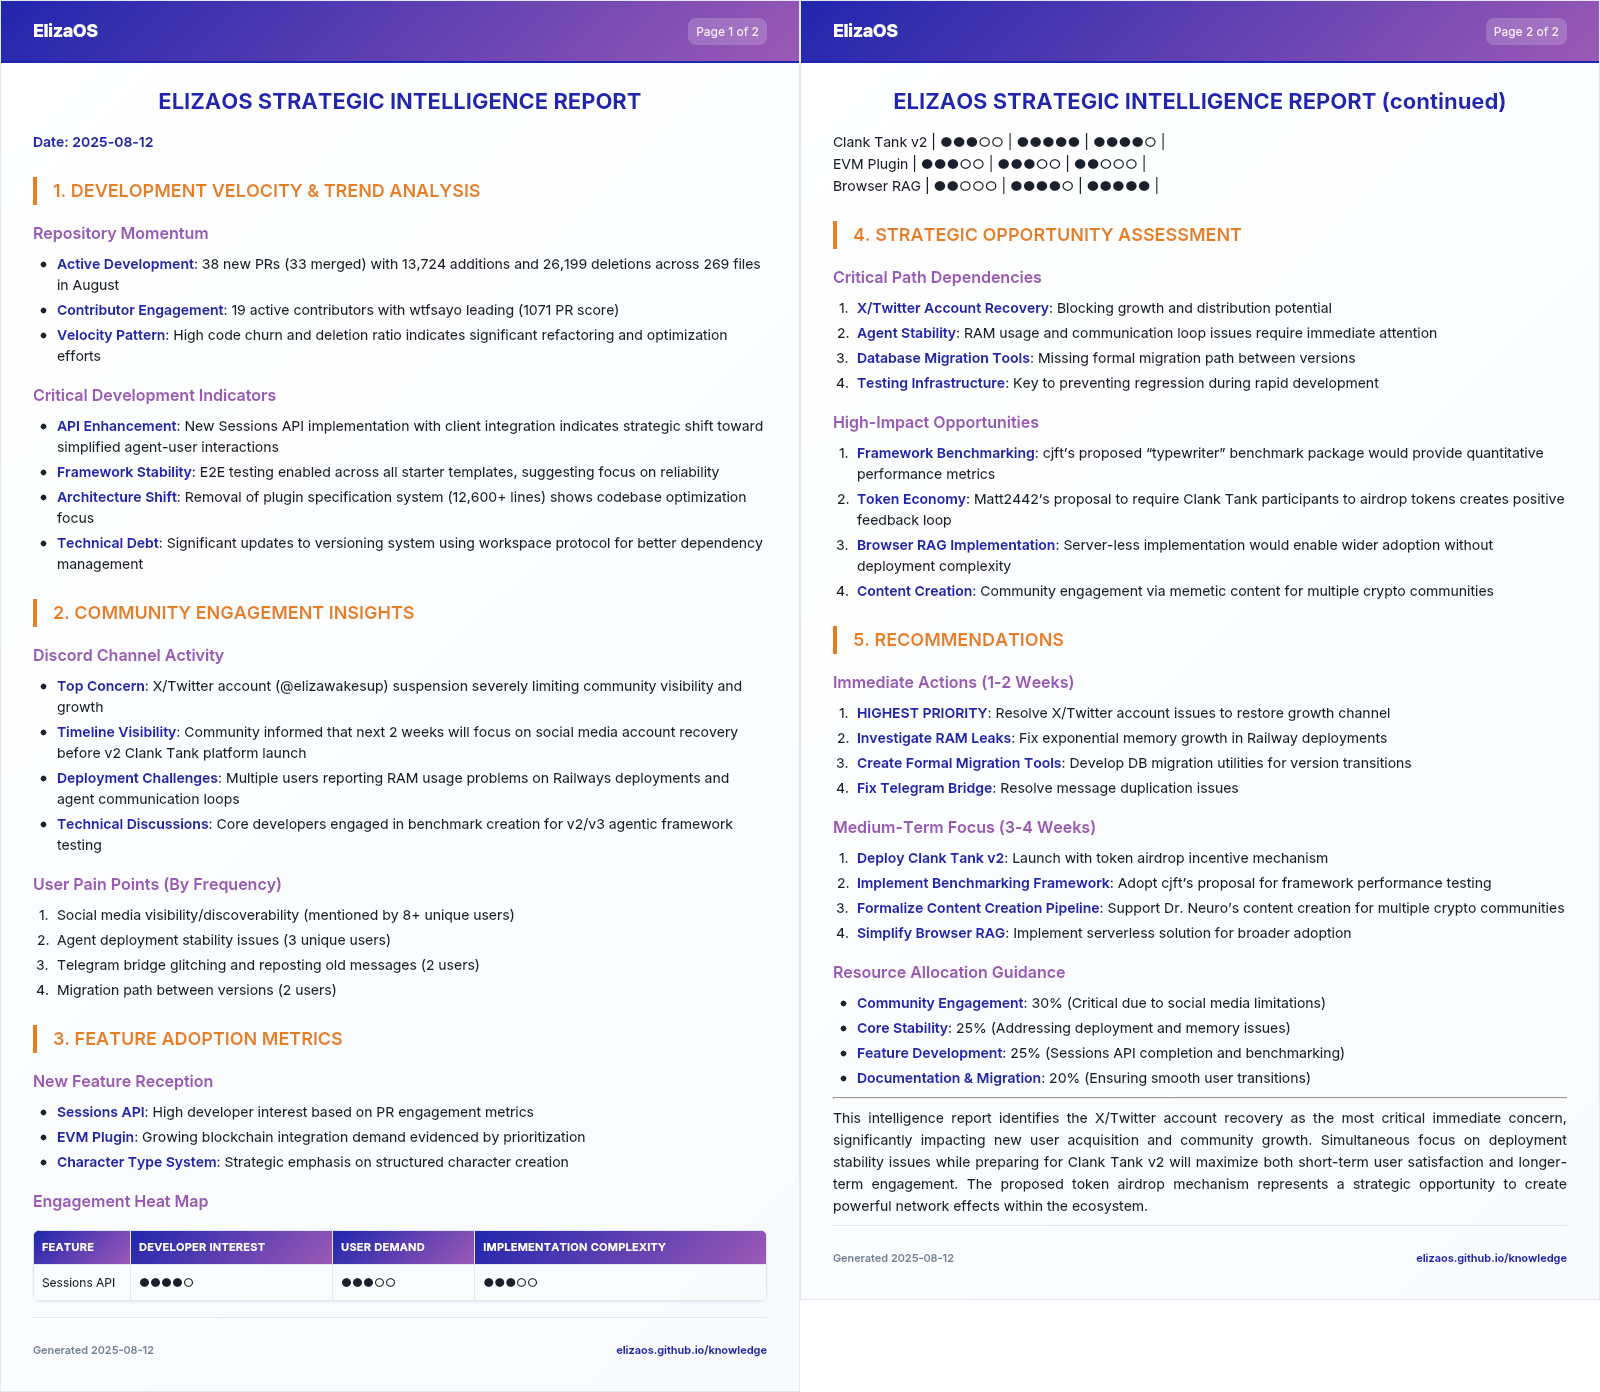 ElizaOS
Page 1 of 2
ELIZAOS STRATEGIC INTELLIGENCE REPORT
Date: 2025-08-12
1. DEVELOPMENT VELOCITY & TREND ANALYSIS
Repository Momentum
• Active Development: 38 new PRs (33 merged) with 13,724 additions and 26,199 deletions across 269 files
in August
• Contributor Engagement: 19 active contributors with wtfsayo leading (1071 PR score)
• Velocity Pattern: High code churn and deletion ratio indicates significant refactoring and optimization
efforts
Critical Development Indicators
• API Enhancement: New Sessions API implementation with client integration indicates strategic shift toward
simplified agent-user interactions
• Framework Stability: E2E testing enabled across all starter templates, suggesting focus on reliability
• Architecture Shift: Removal of plugin specification system (12,600+ lines) shows codebase optimization
focus
• Technical Debt: Significant updates to versioning system using workspace protocol for better dependency
management
2. COMMUNITY ENGAGEMENT INSIGHTS
Discord Channel Activity
• Top Concern: X/Twitter account (@elizawakesup) suspension severely limiting community visibility and
growth
• Timeline Visibility: Community informed that next 2 weeks will focus on social media account recovery
before v2 Clank Tank platform launch
• Deployment Challenges: Multiple users reporting RAM usage problems on Railways deployments and
agent communication loops
• Technical Discussions: Core developers engaged in benchmark creation for v2/v3 agentic framework
testing
User Pain Points (By Frequency)
1. Social media visibility/discoverability (mentioned by 8+ unique users)
2. Agent deployment stability issues (3 unique users)
3. Telegram bridge glitching and reposting old messages (2 users)
4. Migration path between versions (2 users)
3. FEATURE ADOPTION METRICS
New Feature Reception
• Sessions API: High developer interest based on PR engagement metrics
• EVM Plugin: Growing blockchain integration demand evidenced by prioritization
• Character Type System: Strategic emphasis on structured character creation
Engagement Heat Map
FEATURE DEVELOPER INTEREST USER DEMAND IMPLEMENTATION COMPLEXITY
Sessions API ●●●●○ ●●●○○ ●●●○○
Generated 2025-08-12
elizaos.github.io/knowledge
ElizaOS
Page 2 of 2
ELIZAOS STRATEGIC INTELLIGENCE REPORT (continued)
Clank Tank v2 | ●●●○○ | ●●●●● | ●●●●○ |
EVM Plugin | ●●●○○ | ●●●○○ | ●●○○○ |
Browser RAG | ●●○○○ | ●●●●○ | ●●●●● |
4. STRATEGIC OPPORTUNITY ASSESSMENT
Critical Path Dependencies
1. X/Twitter Account Recovery: Blocking growth and distribution potential
2. Agent Stability: RAM usage and communication loop issues require immediate attention
3. Database Migration Tools: Missing formal migration path between versions
4. Testing Infrastructure: Key to preventing regression during rapid development
High-Impact Opportunities
1. Framework Benchmarking: cjft's proposed “typewriter” benchmark package would provide quantitative
performance metrics
2. Token Economy: Matt2442's proposal to require Clank Tank participants to airdrop tokens creates positive
feedback loop
3. Browser RAG Implementation: Server-less implementation would enable wider adoption without
deployment complexity
4. Content Creation: Community engagement via memetic content for multiple crypto communities
5. RECOMMENDATIONS
Immediate Actions (1-2 Weeks)
1. HIGHEST PRIORITY: Resolve X/Twitter account issues to restore growth channel
2. Investigate RAM Leaks: Fix exponential memory growth in Railway deployments
3. Create Formal Migration Tools: Develop DB migration utilities for version transitions
4. Fix Telegram Bridge: Resolve message duplication issues
Medium-Term Focus (3-4 Weeks)
1. Deploy Clank Tank v2: Launch with token airdrop incentive mechanism
2. Implement Benchmarking Framework: Adopt cjft's proposal for framework performance testing
3. Formalize Content Creation Pipeline: Support Dr. Neuro's content creation for multiple crypto communities
4. Simplify Browser RAG: Implement serverless solution for broader adoption
Resource Allocation Guidance
• Community Engagement: 30% (Critical due to social media limitations)
• Core Stability: 25% (Addressing deployment and memory issues)
• Feature Development: 25% (Sessions API completion and benchmarking)
• Documentation & Migration: 20% (Ensuring smooth user transitions)
This intelligence report identifies the X/Twitter account recovery as the most critical immediate concern,
significantly impacting new user acquisition and community growth. Simultaneous focus on deployment
stability issues while preparing for Clank Tank v2 will maximize both short-term user satisfaction and longer-
term engagement. The proposed token airdrop mechanism represents a strategic opportunity to create
powerful network effects within the ecosystem.
Generated 2025-08-12
elizaos.github.io/knowledge